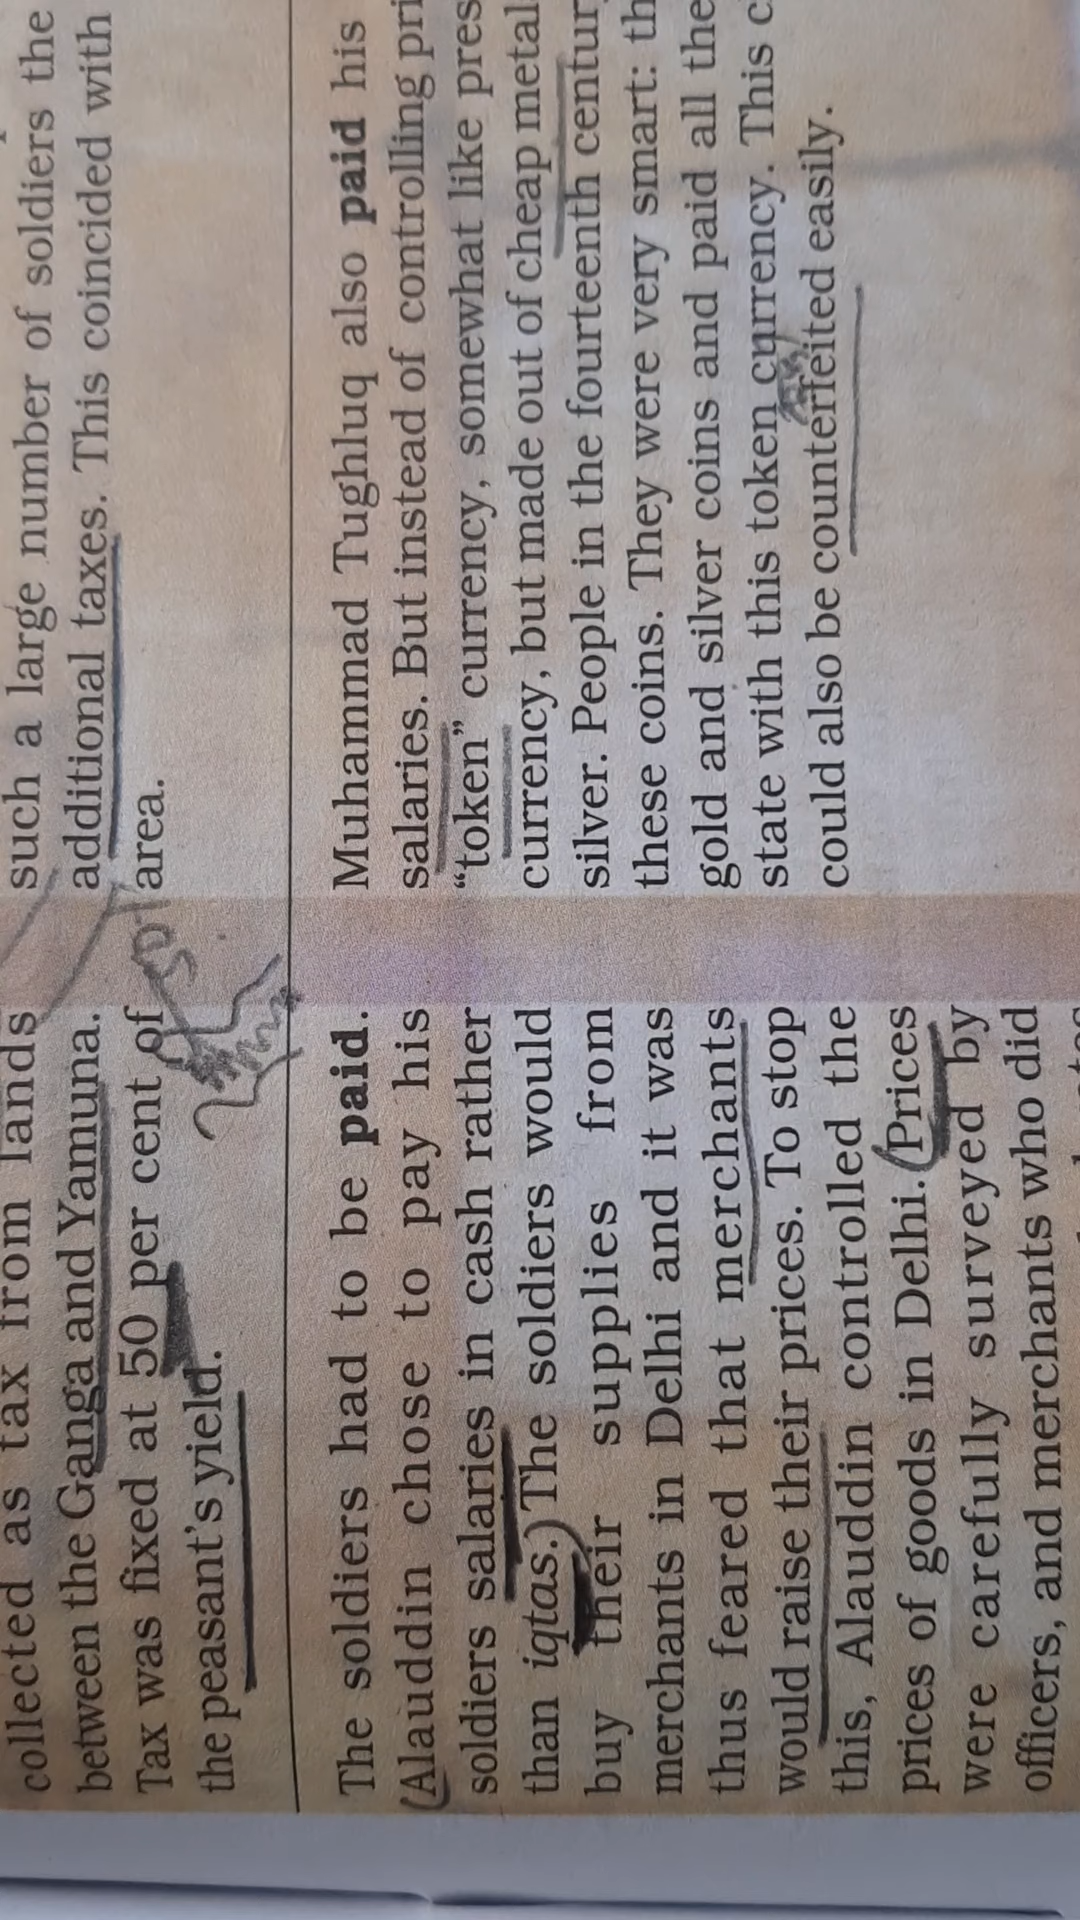 collected as tax from lands
between the Ganga and Yamuna.
Tax was fixed at 50 per cent of
the peasant's yield.
The soldiers had to be paid.
Alauddin chose to pay his
soldiers salaries in cash rather
than iqtas. The soldiers would
buy their supplies from
merchants in Delhi and it was
thus feared that merchants
would raise their prices. To stop
this, Alauddin controlled the
prices of goods in Delhi. Prices
were carefully surveyed by
officers, and merchants who did
such a large number of soldiers the
additional taxes. This coincided with
area.
Muhammad Tughluq also paid his
salaries. But instead of controlling
"token" currency, somewhat like
currency, but made out of cheap
silver. People in the fourteenth
these coins. They were very smart:
gold and silver coins and paid all the
state with this token currency. This
could also be counterfeited easily.